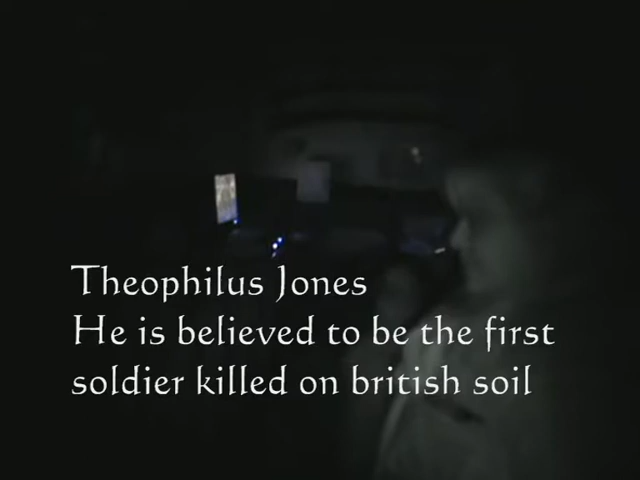 Theophilus Jones
He is believed to be the first
soldier killed on british soil